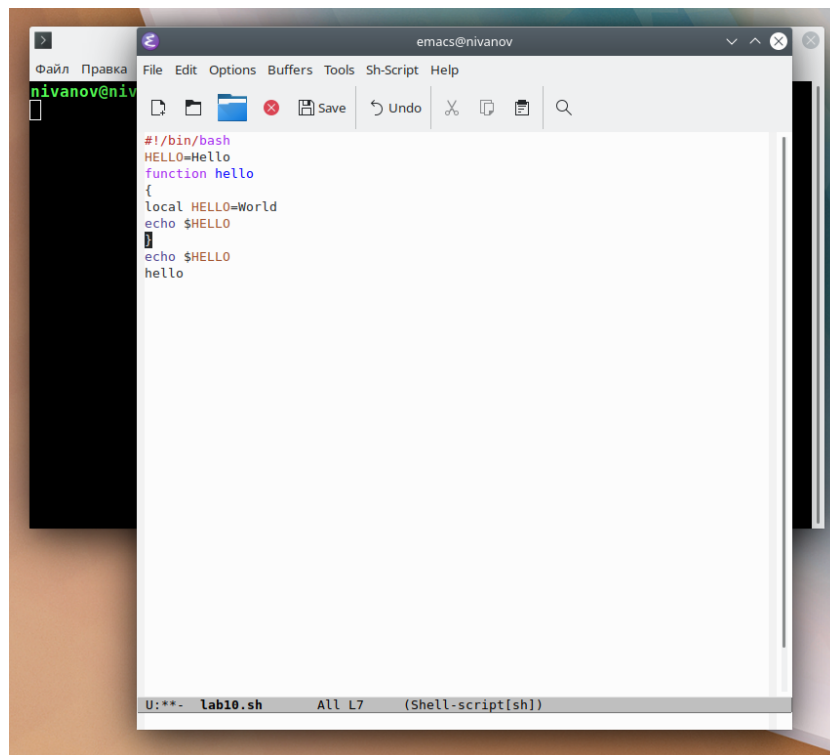 emacs@nivanov
Файл Правка
File Edit Options Buffers Tools Sh-Script Help
nivanov@niv
Save Undo
#!/bin/bash
HELLO=Hello
function hello
{
local HELLO=World
echo $HELLO
}
echo $HELLO
hello
U:**- lab10.sh All L7 (Shell-script[sh])